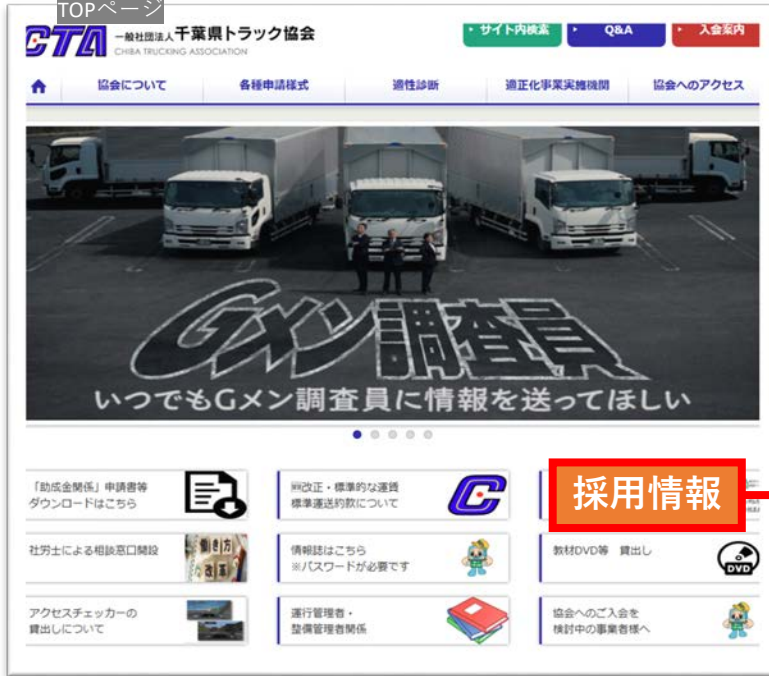 TOPページ
CTA 一般社団法人千葉県トラック協会
CHIBA TRUCKING ASSOCIATION
サイト内検索
Q&A
入会案内
協会について
各種申請様式
適性診断
適正化事業実施機関
協会へのアクセス
Gメン調査員
いつでもGメン調査員に情報を送ってほしい
「助成金関係」申請書等
ダウンロードはこちら
改正・標準的な運賃
標準運送約款について
採用情報
社労士による相談窓口開設
働き方
改革
情報誌はこちら
※パスワードが必要です
教材DVD等 貸出し
DVD
アクセスチェッカーの
貸出しについて
運行管理者・
整備管理者関係
協会へのご入会を
検討中の事業者様へ